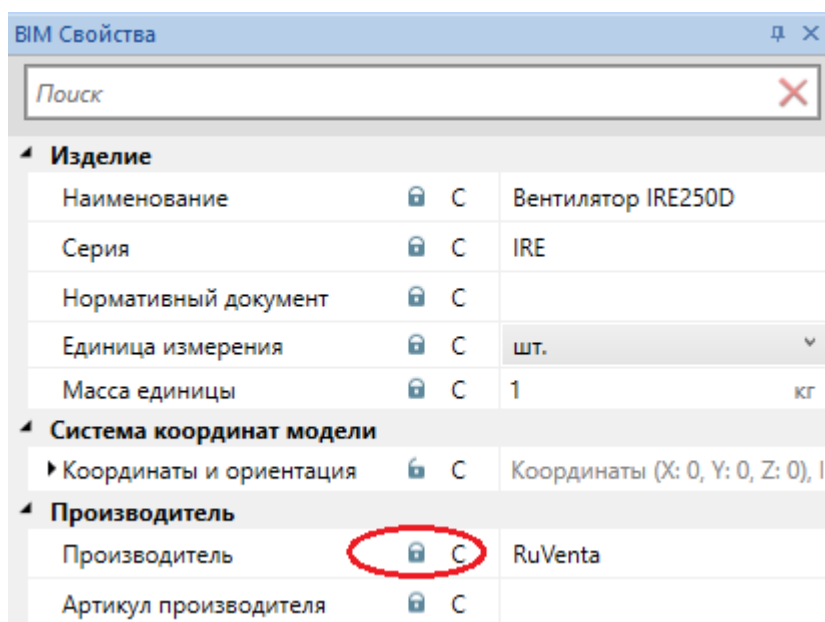 BIM Свойства
Поиск
Изделие
Наименование С Вентилятор IRE250D
Серия С IRE
Нормативный документ С
Единица измерения С шт.
Масса единицы С 1 кг
Система координат модели
Координаты и ориентация С Координаты (X: 0, Y: 0, Z: 0), I
Производитель
Производитель С RuVenta
Артикул производителя С